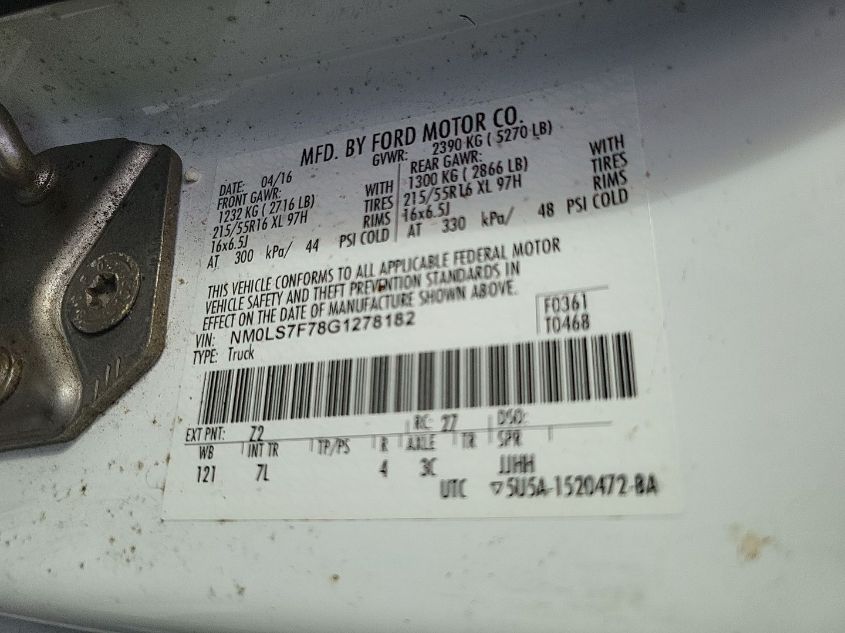 MFD. BY FORD MOTOR CO.
DATE: 04/16 GVWR: 2390 KG ( 5270 LB)
FRONT GAWR: WITH REAR GAWR: WITH
1232 KG ( 2716 LB) TIRES 1300 KG ( 2866 LB) TIRES
215/55R16 XL 97H RIMS 215/55R16 XL 97H RIMS
16x6.5J 16x6.5J
AT 300 kPa/ 44 PSI COLD AT 330 kPa/ 48 PSI COLD
THIS VEHICLE CONFORMS TO ALL APPLICABLE FEDERAL MOTOR
VEHICLE SAFETY AND THEFT PREVENTION STANDARDS IN
EFFECT ON THE DATE OF MANUFACTURE SHOWN ABOVE.
VIN: NM0LS7F78G1278182 F0361
TYPE: Truck T0468
EXT PNT: Z2 RC: 27 DSO:
WB INT TR TP/PS R AXLE TR SPR
121 7L 4 3C JJHH
UTC ▽5U5A-1520472-BA